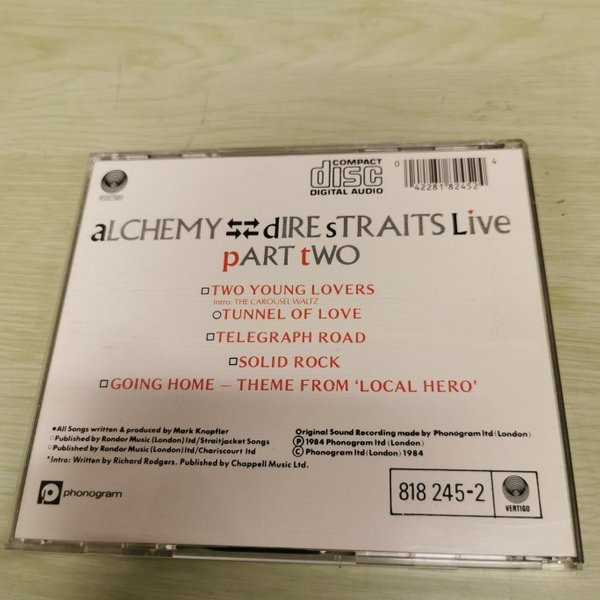 VERTIGO
COMPACT
disc
DIGITAL AUDIO
0 42281 82452 4
aLCHEMY dIRE sTRAITS Live
pART tWO
TWO YOUNG LOVERS
Intro: THE CAROUSEL WALTZ
TUNNEL OF LOVE
TELEGRAPH ROAD
SOLID ROCK
GOING HOME – THEME FROM 'LOCAL HERO'
All Songs written & produced by Mark Knopfler
Published by Rondor Music (London) ltd/Straitjacket Songs
Published by Rondor Music (London) ltd/Chariscourt ltd
*Intro: Written by Richard Rodgers. Published by Chappell Music Ltd.
Original Sound Recording made by Phonogram ltd (London)
Ⓟ 1984 Phonogram ltd (London)
© Phonogram ltd (London) 1984
phonogram
818 245-2
VERTIGO